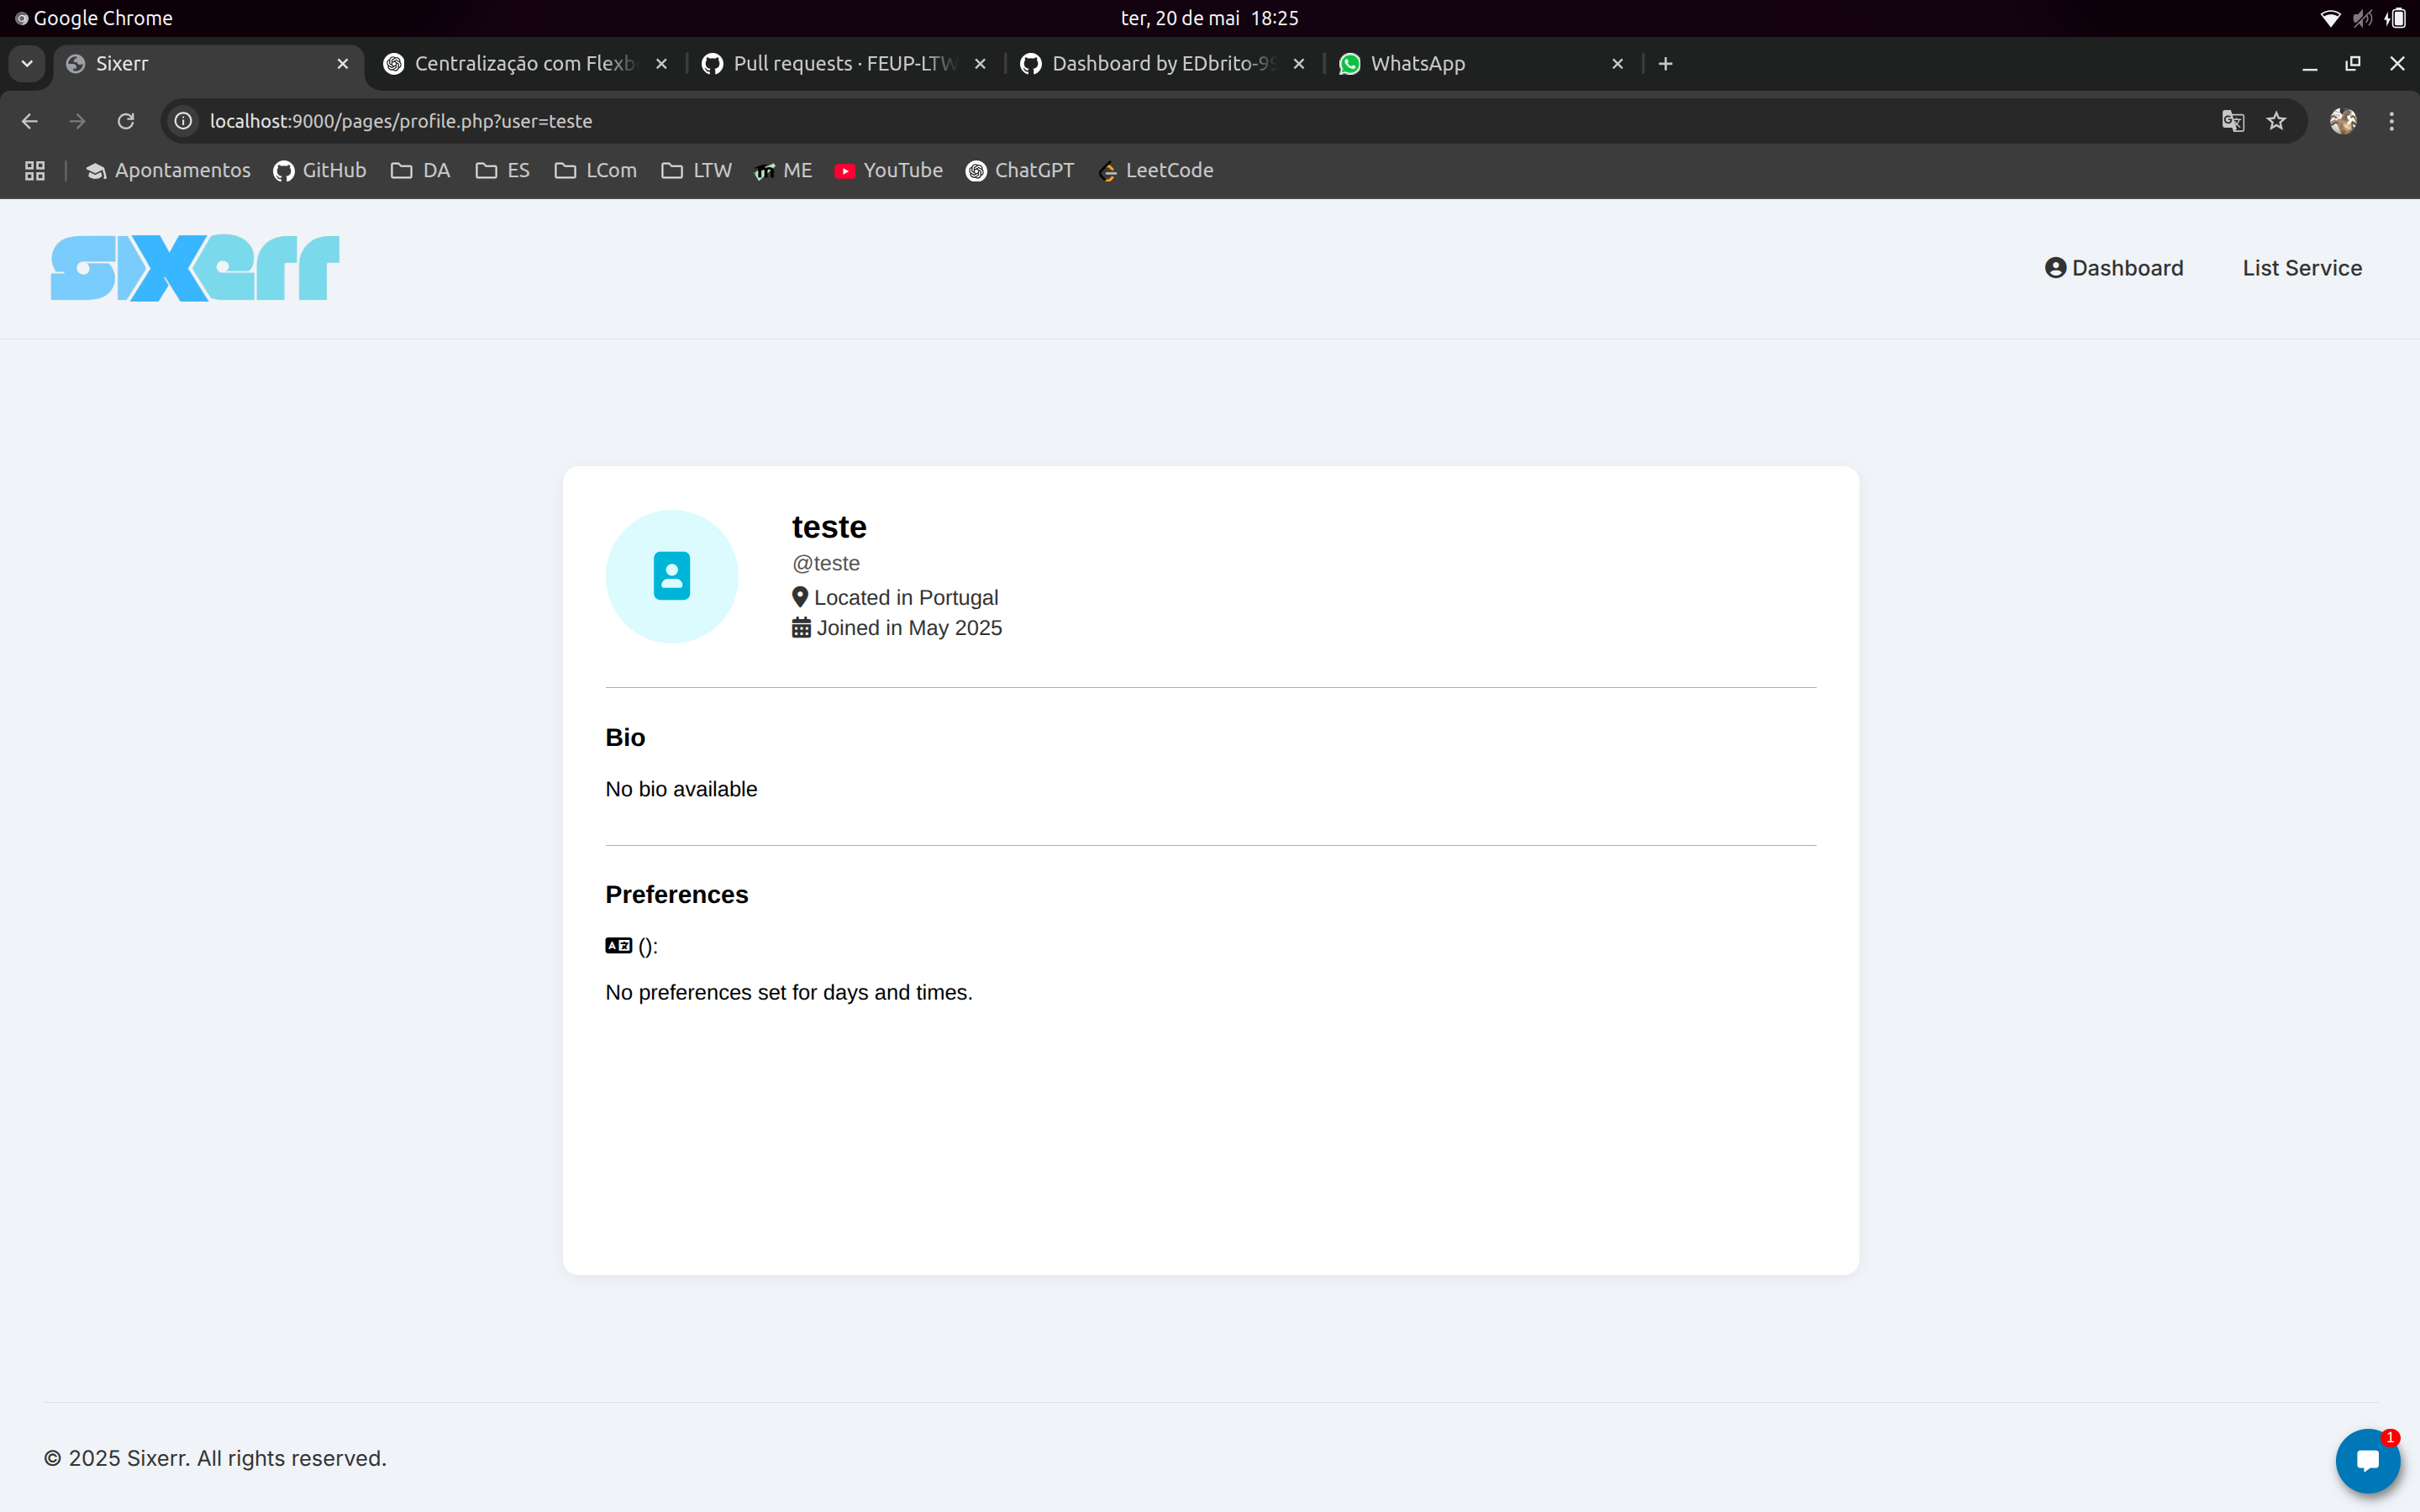 Google Chrome
ter, 20 de mai 18:25
Sixerr
Centralização com Flexb
Pull requests · FEUP-LTW
Dashboard by EDbrito-99
WhatsApp
localhost:9000/pages/profile.php?user=teste
Apontamentos
GitHub
DA
ES
LCom
LTW
ME
YouTube
ChatGPT
LeetCode
sixerr
Dashboard
List Service
teste
@teste
Located in Portugal
Joined in May 2025
Bio
No bio available
Preferences
():
No preferences set for days and times.
© 2025 Sixerr. All rights reserved.
1